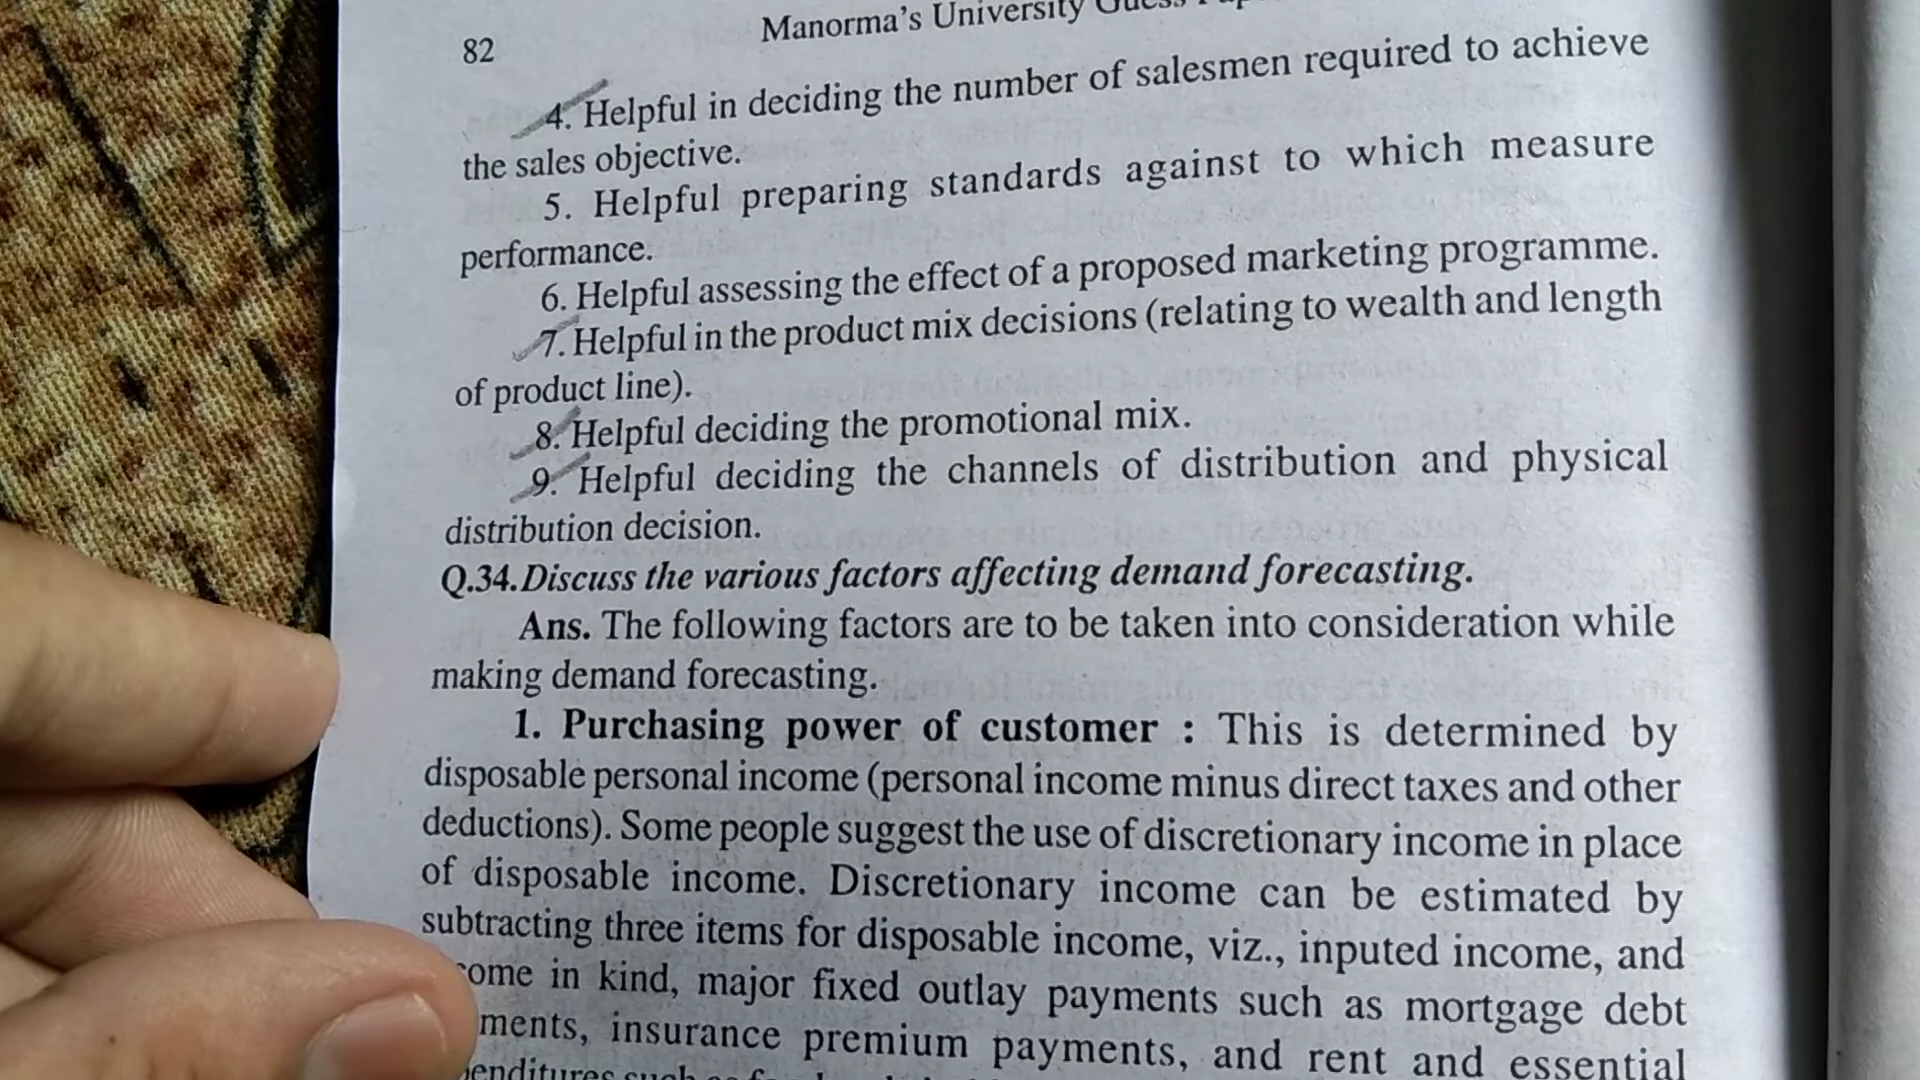 82
Manorma's University Guess
4. Helpful in deciding the number of salesmen required to achieve
the sales objective.
5. Helpful preparing standards against to which measure
performance.
6. Helpful assessing the effect of a proposed marketing programme.
7. Helpful in the product mix decisions (relating to wealth and length
of product line).
8. Helpful deciding the promotional mix.
9. Helpful deciding the channels of distribution and physical
distribution decision.
Q.34.Discuss the various factors affecting demand forecasting.
Ans. The following factors are to be taken into consideration while
making demand forecasting.
1. Purchasing power of customer : This is determined by
disposable personal income (personal income minus direct taxes and other
deductions). Some people suggest the use of discretionary income in place
of disposable income. Discretionary income can be estimated by
subtracting three items for disposable income, viz., inputed income, and
ome in kind, major fixed outlay payments such as mortgage debt
ments, insurance premium payments, and rent and essential
enditures such as